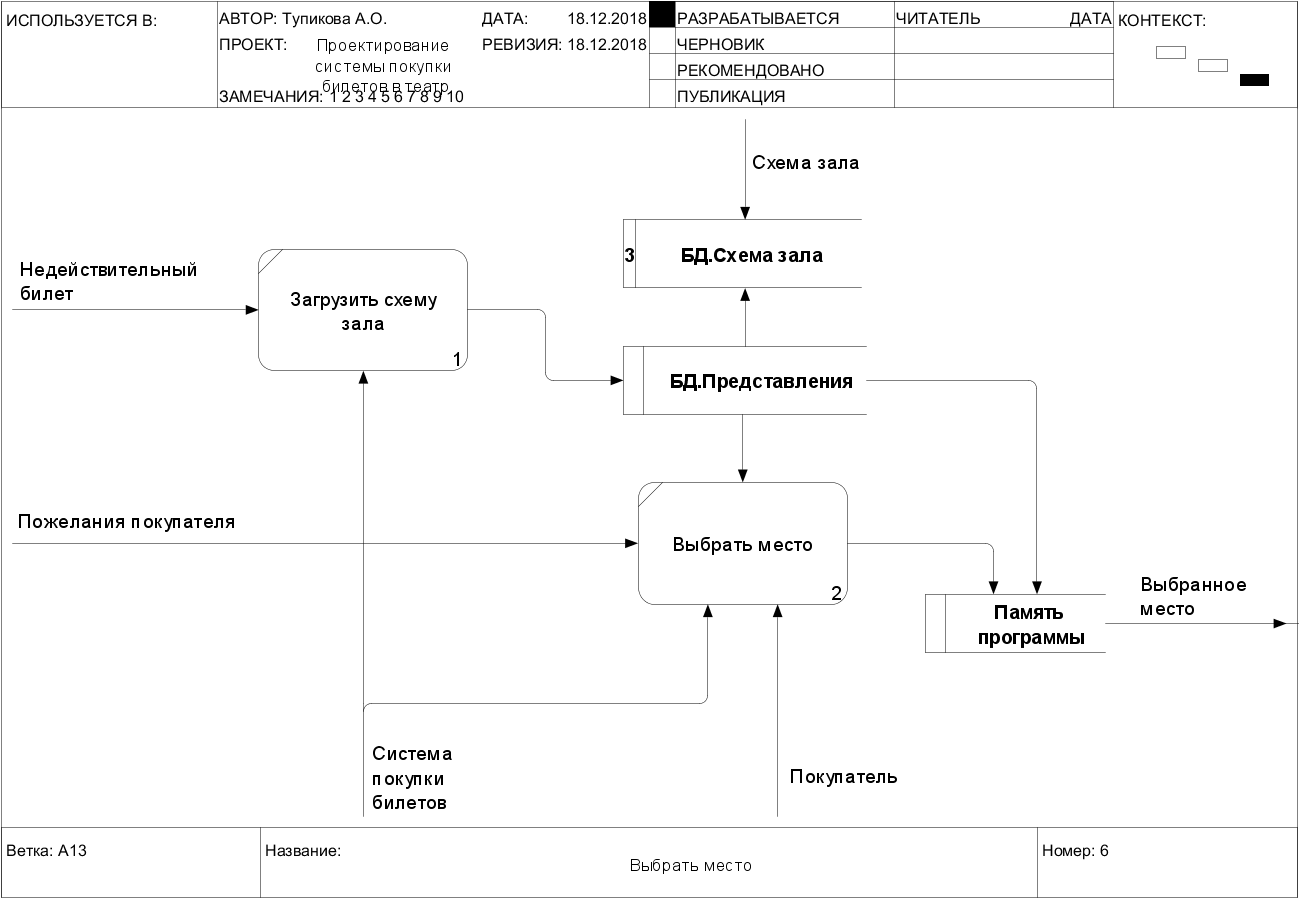 ИСПОЛЬЗУЕТСЯ В:
АВТОР: Тупикова А.О.
ДАТА: 18.12.2018
РАЗРАБАТЫВАЕТСЯ
ЧИТАТЕЛЬ
ДАТА
КОНТЕКСТ:
ПРОЕКТ: Проектирование
системы покупки
билетов в театр
РЕВИЗИЯ: 18.12.2018
ЧЕРНОВИК
РЕКОМЕНДОВАНО
ЗАМЕЧАНИЯ: 1 2 3 4 5 6 7 8 9 10
ПУБЛИКАЦИЯ
Схема зала
3
БД.Схема зала
Недействительный
билет
Загрузить схему
зала
1
БД.Представления
Пожелания покупателя
Выбрать место
2
Память
программы
Выбранное
место
Система
покупки
билетов
Покупатель
Ветка: A13
Название:
Выбрать место
Номер: 6